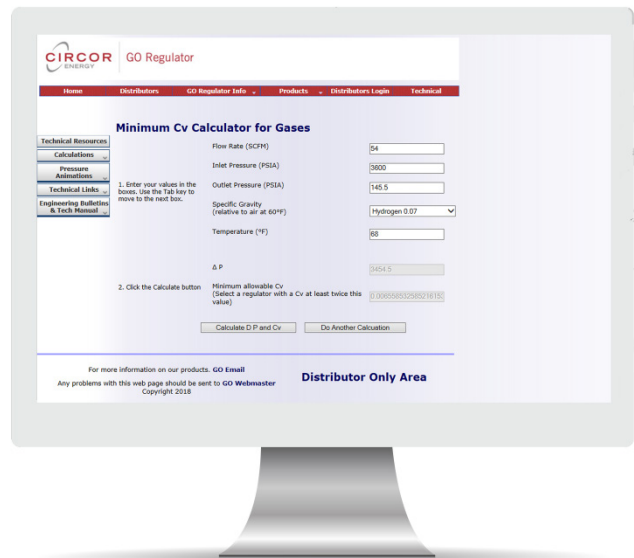 CIRCOR
ENERGY
GO Regulator
Home Distributors GO Regulator Info Products Distributors Login Technical
Minimum Cv Calculator for Gases
Technical Resources
Calculations
Pressure
Animations
Technical Links
Engineering Bulletins
& Tech Manual
1. Enter your values in the
boxes. Use the Tab key to
move to the next box.
Flow Rate (SCFM)
54
Inlet Pressure (PSIA)
3600
Outlet Pressure (PSIA)
145.5
Specific Gravity
(relative to air at 60°F)
Hydrogen 0.07
Temperature (°F)
68
Δ P
3454.5
2. Click the Calculate button
Minimum allowable Cv
(Select a regulator with a Cv at least twice this
value)
Calculate D P and Cv Do Another Calcuation
For more information on our products. GO Email
Any problems with this web page should be sent to GO Webmaster
Copyright 2018
Distributor Only Area